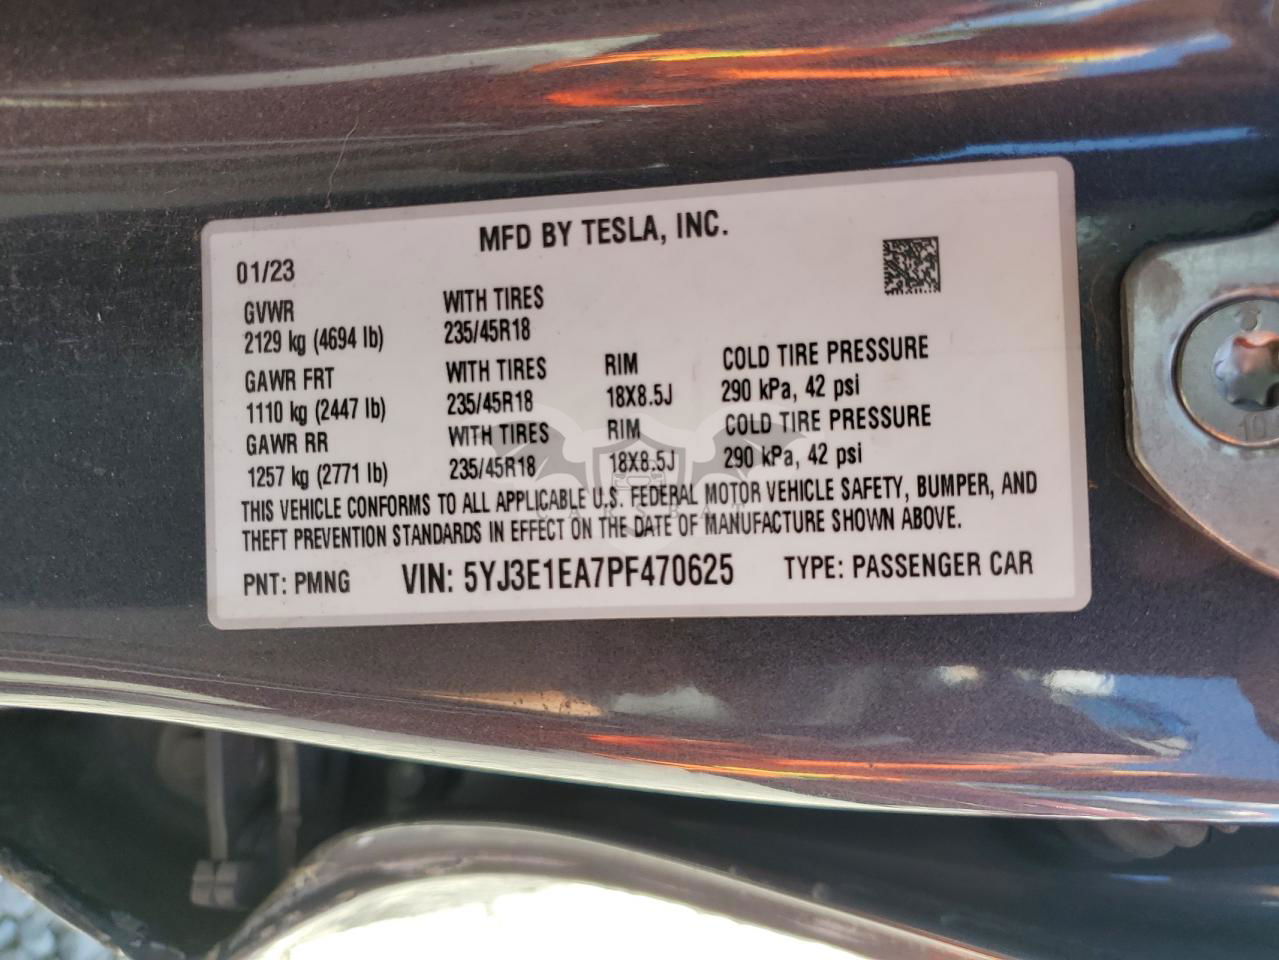 MFD BY TESLA, INC.
01/23
GVWR WITH TIRES
2129 kg (4694 lb) 235/45R18
GAWR FRT WITH TIRES RIM COLD TIRE PRESSURE
1110 kg (2447 lb) 235/45R18 18X8.5J 290 kPa, 42 psi
GAWR RR WITH TIRES RIM COLD TIRE PRESSURE
1257 kg (2771 lb) 235/45R18 18X8.5J 290 kPa, 42 psi
THIS VEHICLE CONFORMS TO ALL APPLICABLE U.S. FEDERAL MOTOR VEHICLE SAFETY, BUMPER, AND
THEFT PREVENTION STANDARDS IN EFFECT ON THE DATE OF MANUFACTURE SHOWN ABOVE.
PNT: PMNG VIN: 5YJ3E1EA7PF470625 TYPE: PASSENGER CAR